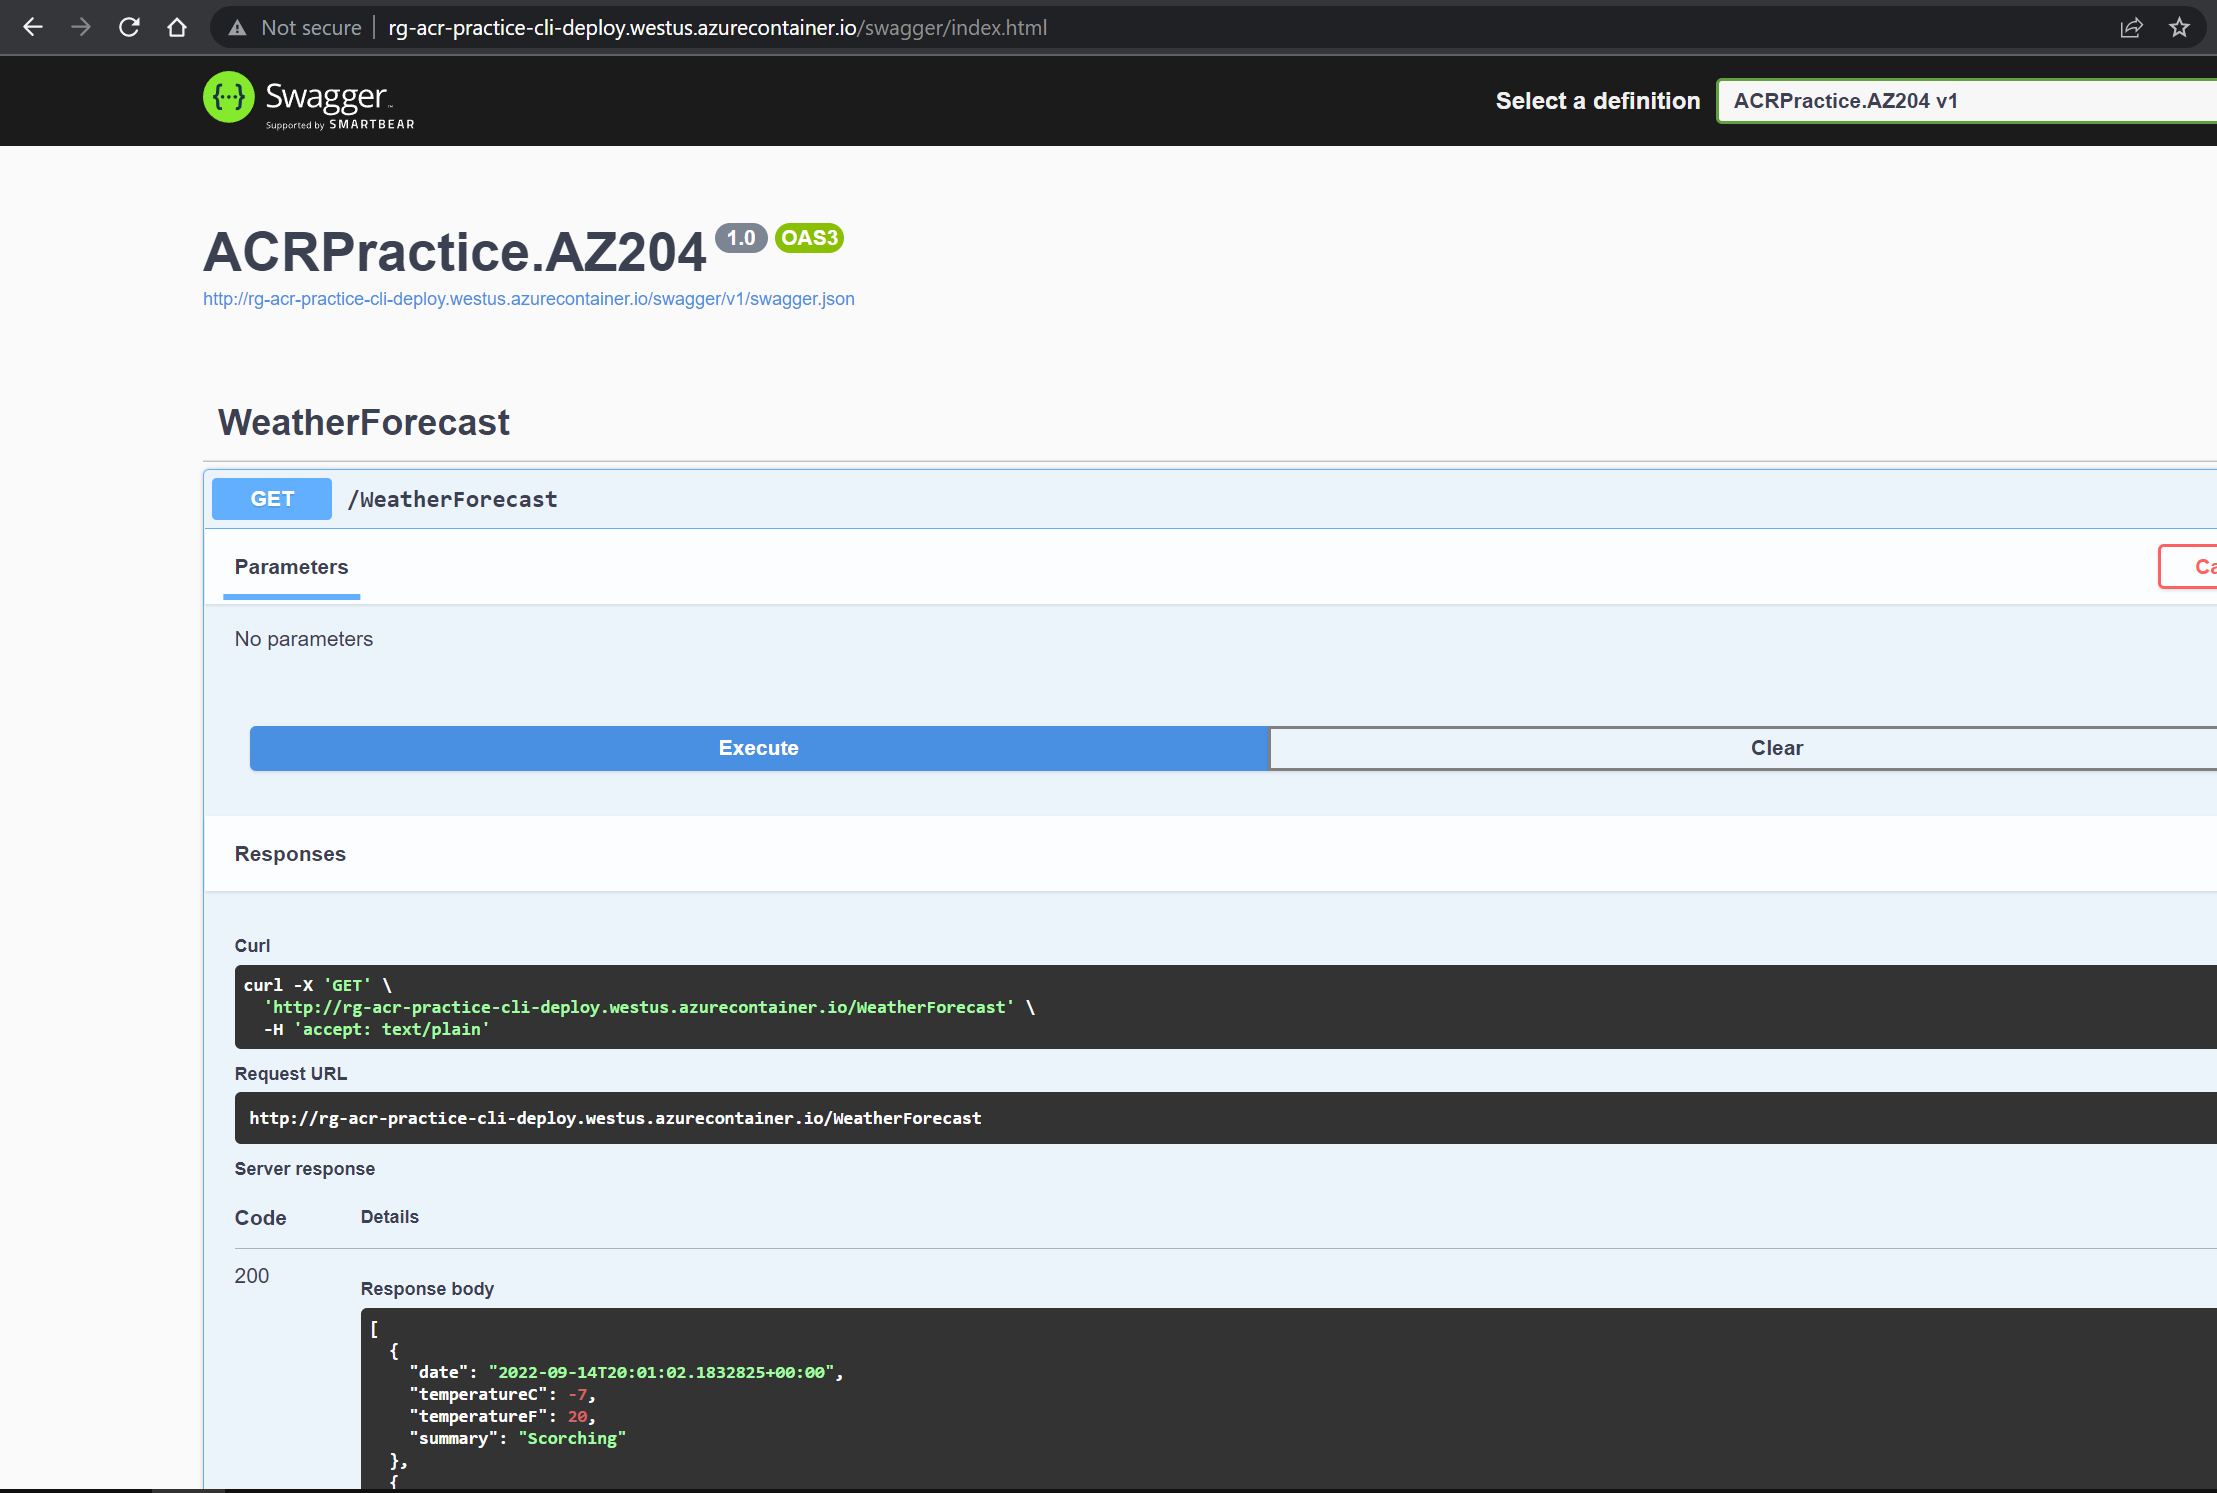 Not secure | rg-acr-practice-cli-deploy.westus.azurecontainer.io/swagger/index.html
{···} Swagger™
Supported by SMARTBEAR
Select a definition ACRPractice.AZ204 v1
ACRPractice.AZ204 1.0 OAS3
http://rg-acr-practice-cli-deploy.westus.azurecontainer.io/swagger/v1/swagger.json
WeatherForecast
GET /WeatherForecast
Parameters Ca
No parameters
Execute Clear
Responses
Curl
curl -X 'GET' \
  'http://rg-acr-practice-cli-deploy.westus.azurecontainer.io/WeatherForecast' \
  -H 'accept: text/plain'
Request URL
http://rg-acr-practice-cli-deploy.westus.azurecontainer.io/WeatherForecast
Server response
Code Details
200
Response body
[
  {
    "date": "2022-09-14T20:01:02.1832825+00:00",
    "temperatureC": -7,
    "temperatureF": 20,
    "summary": "Scorching"
  },
  {